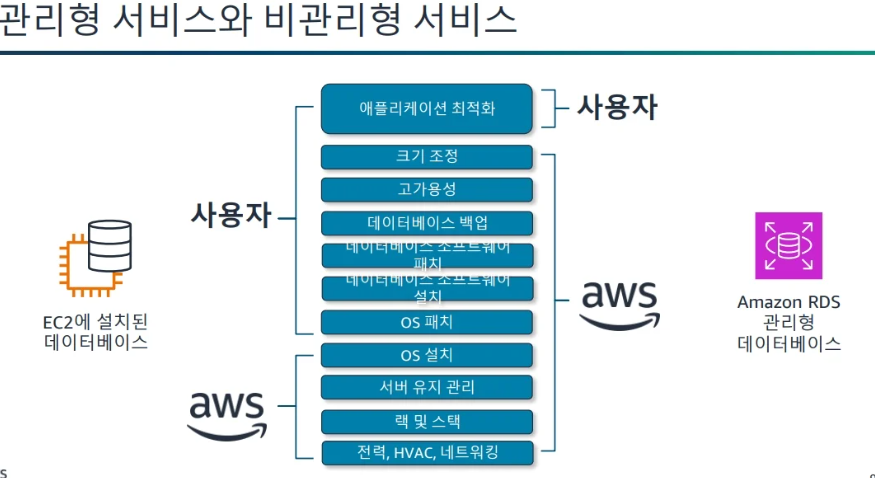 관리형 서비스와 비관리형 서비스
애플리케이션 최적화
사용자
크기 조정
고가용성
사용자
데이터베이스 백업
데이터베이스 소프트웨어
패치
데이터베이스 소프트웨어
설치
aws
OS 패치
EC2에 설치된
데이터베이스
Amazon RDS
관리형
데이터베이스
OS 설치
서버 유지 관리
aws
랙 및 스택
전력, HVAC, 네트워킹